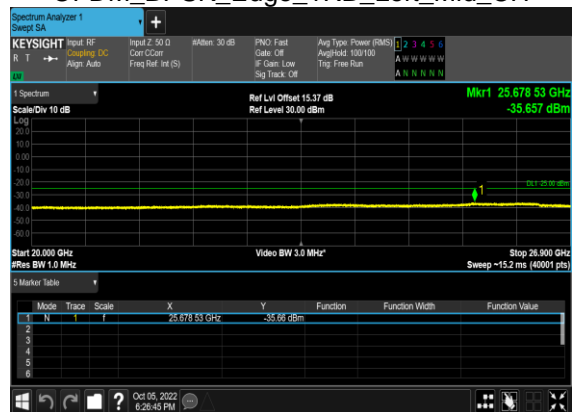 Spectrum Analyzer 1
Swept SA
+
KEYSIGHT Input: RF Input Z: 50 Ω #Atten: 30 dB PNO: Fast Avg Type: Power (RMS) 1 2 3 4 5 6
R T Coupling: DC Corr CCorr Gate: Off Avg|Hold: 100/100 A W W W W W
Align: Auto Freq Ref: Int (S) IF Gain: Low Trig: Free Run
Sig Track: Off A N N N N N
LW
1 Spectrum Ref Lvl Offset 15.37 dB Mkr1 25.678 53 GHz
Scale/Div 10 dB Ref Level 30.00 dBm -35.657 dBm
Log
20.0
10.0
0.00
-10.0
-20.0
DL1 -25.00 dBm
1
-30.0
-40.0
-50.0
-60.0
Start 20.000 GHz Video BW 3.0 MHz* Stop 26.900 GHz
#Res BW 1.0 MHz Sweep ~15.2 ms (40001 pts)
5 Marker Table
Mode Trace Scale X Y Function Function Width Function Value
1 N 1 f 25.678 53 GHz -35.66 dBm
2
3
4
5
6
? Oct 05, 2022
6:26:45 PM